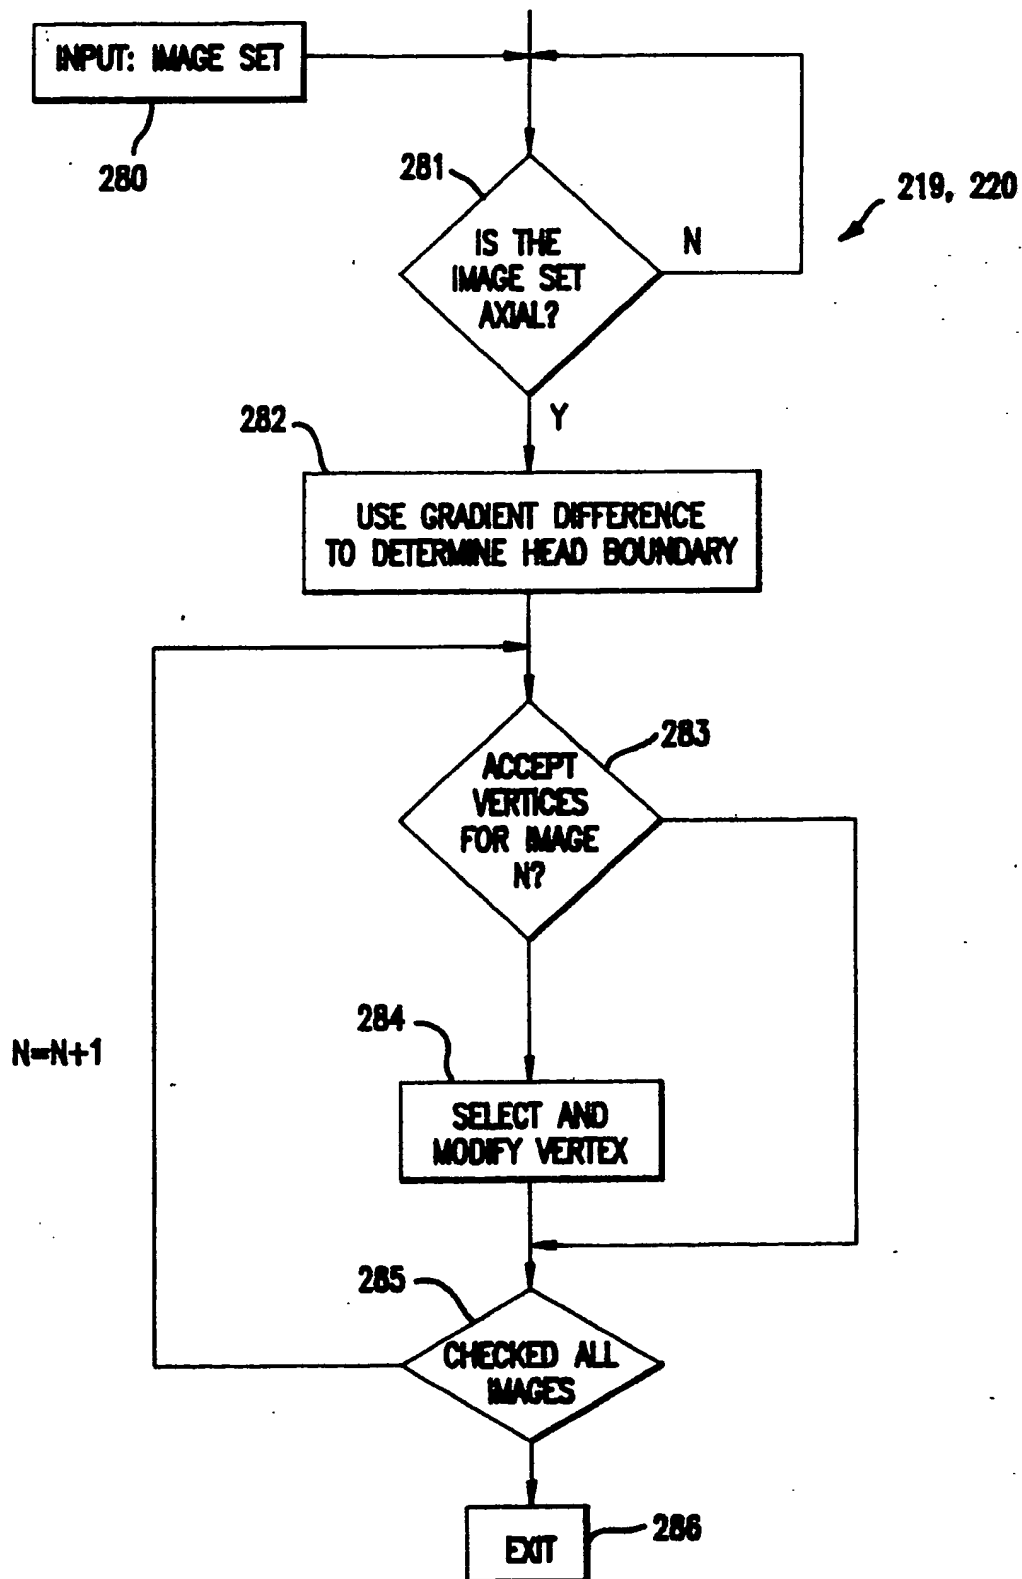 INPUT: IMAGE SET
280
281
219, 220
IS THE
IMAGE SET
AXIAL?
N
Y
282
USE GRADIENT DIFFERENCE
TO DETERMINE HEAD BOUNDARY
283
ACCEPT
VERTICES
FOR IMAGE
N?
284
N=N+1
SELECT AND
MODIFY VERTEX
285
CHECKED ALL
IMAGES
EXIT
286